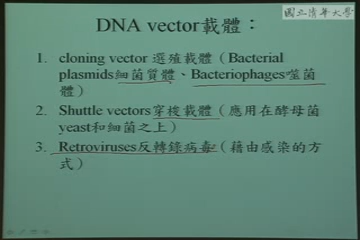 DNA vector載體：
國立清華大學
1. cloning vector 選殖載體（Bacterial
plasmids細菌質體、Bacteriophages噬菌
體）
2. Shuttle vectors穿梭載體（應用在酵母菌
yeast和細菌之上）
3. Retroviruses反轉錄病毒（藉由感染的方
式）